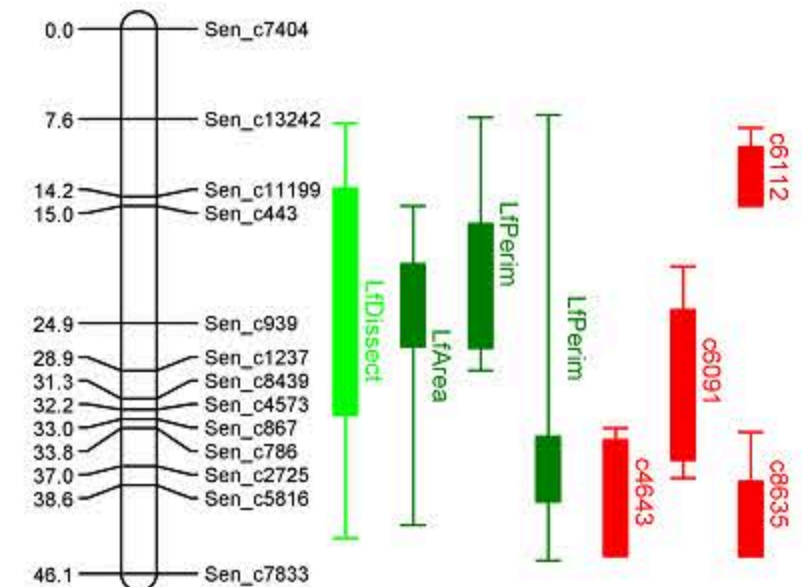 0.0 Sen_c7404
7.6 Sen_c13242
14.2 Sen_c11199
15.0 Sen_c443
24.9 Sen_c939
28.9 Sen_c1237
31.3 Sen_c8439
32.2 Sen_c4573
33.0 Sen_c867
33.8 Sen_c786
37.0 Sen_c2725
38.6 Sen_c5816
46.1 Sen_c7833
LfDissect
LfArea
LfPerim
LfPerim
c4643
c6091
c6112
c8635